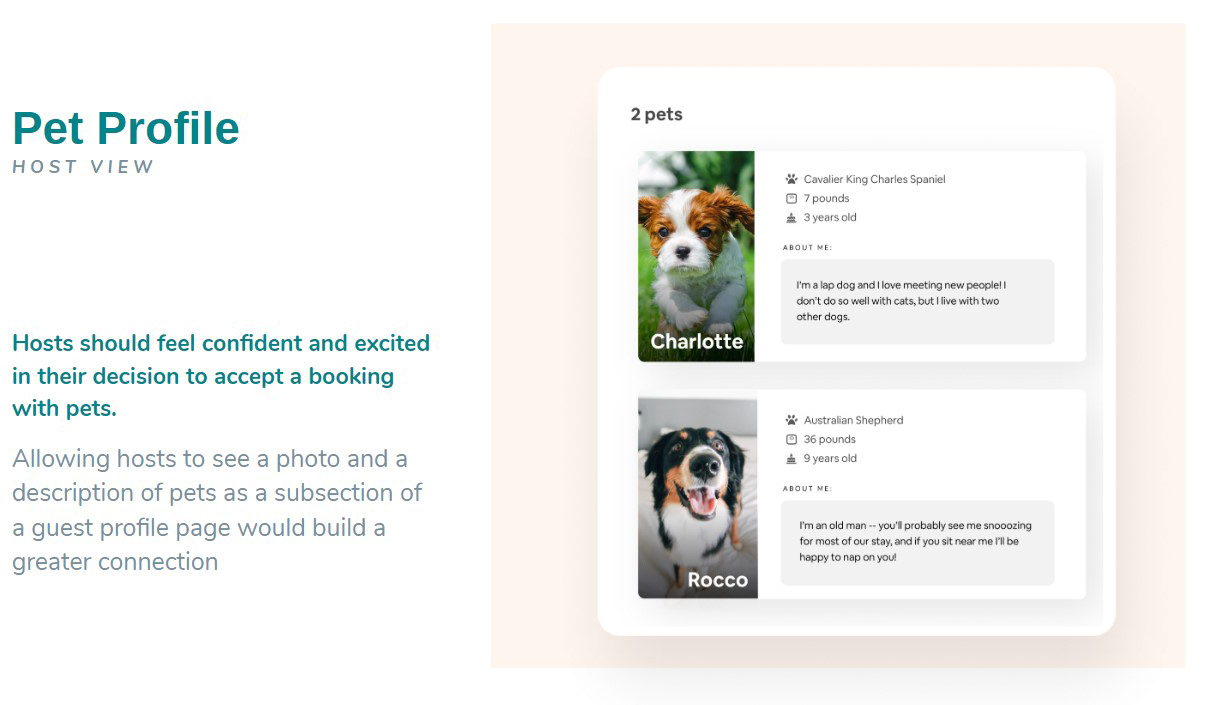 Pet Profile
HOST VIEW
Hosts should feel confident and excited
in their decision to accept a booking
with pets.
Allowing hosts to see a photo and a
description of pets as a subsection of
a guest profile page would build a
greater connection
2 pets
Charlotte
Cavalier King Charles Spaniel
7 pounds
3 years old
ABOUT ME:
I'm a lap dog and I love meeting new people! I
don't do so well with cats, but I live with two
other dogs.
Rocco
Australian Shepherd
36 pounds
9 years old
ABOUT ME:
I'm an old man -- you'll probably see me snooozing
for most of our stay, and if you sit near me I'll be
happy to nap on you!